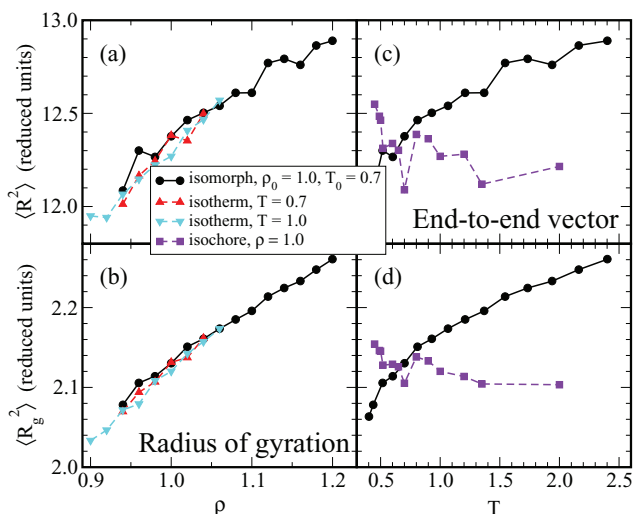 13.0
12.5
12.0
⟨R²⟩ (reduced units)
(a)
(c)
isomorph, ρ₀ = 1.0, T₀ = 0.7
isotherm, T = 0.7
isotherm, T = 1.0
isochore, ρ = 1.0
End-to-end vector
2.2
2.1
2.0
⟨R_g²⟩ (reduced units)
(b)
(d)
Radius of gyration
0.9 1.0 1.1 1.2
ρ
0.5 1.0 1.5 2.0 2.5
T